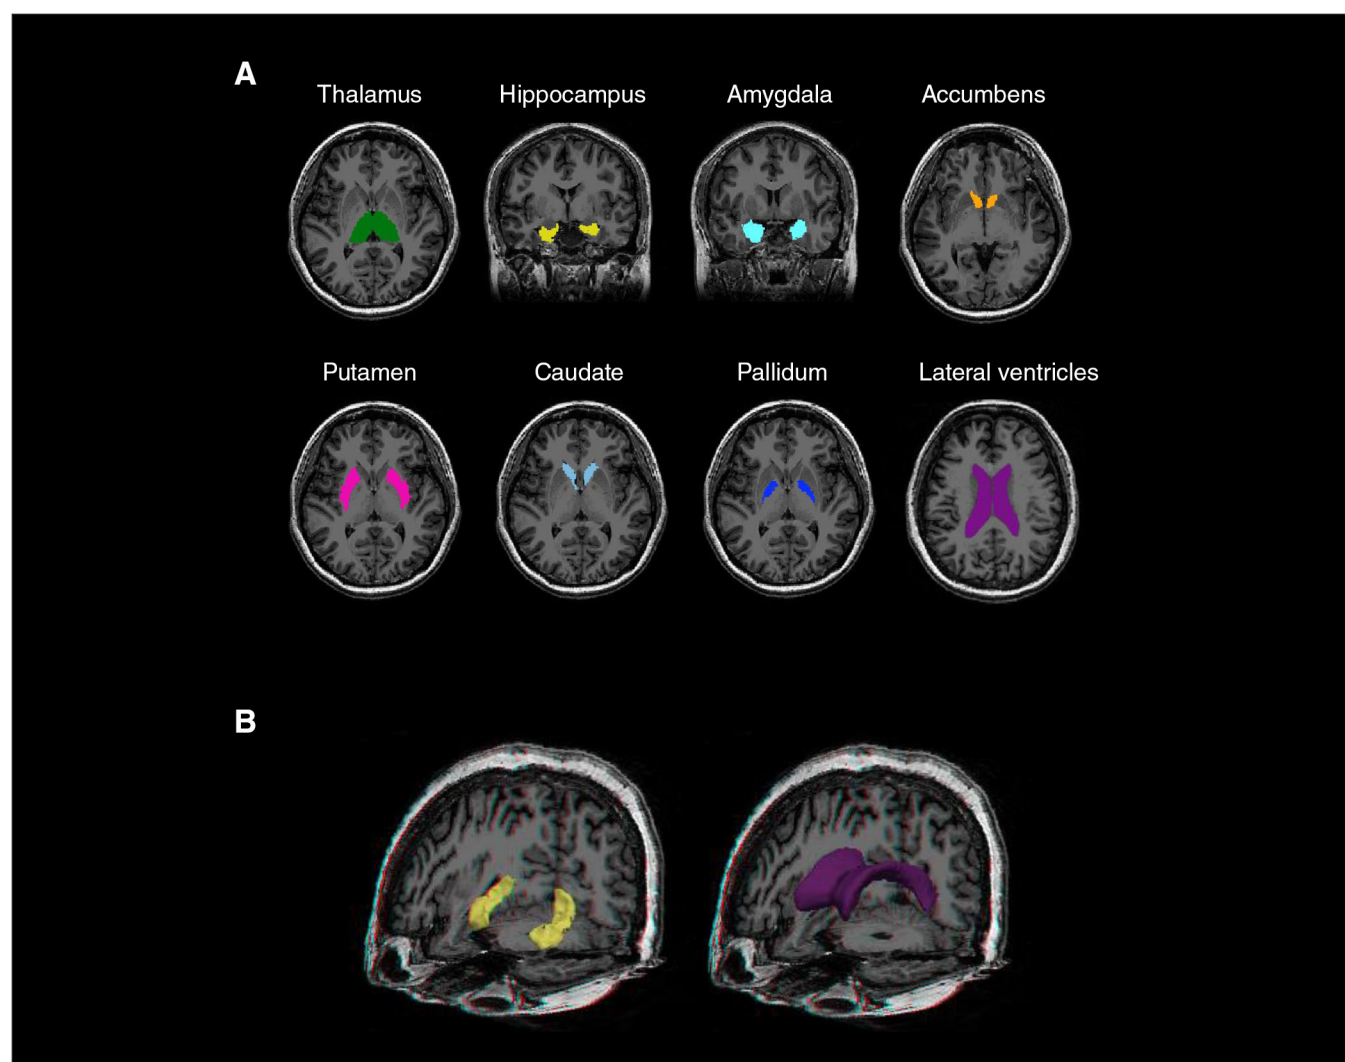 A
Thalamus
Hippocampus
Amygdala
Accumbens
Putamen
Caudate
Pallidum
Lateral ventricles
B